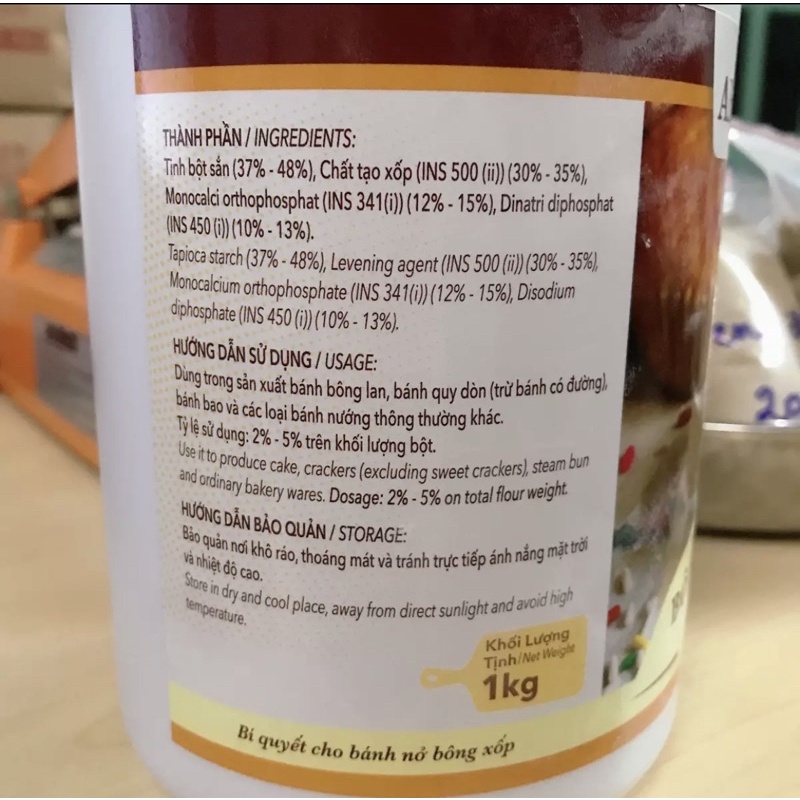 THÀNH PHẦN / INGREDIENTS:
Tinh bột sắn (37% - 48%), Chất tạo xốp (INS 500 (ii)) (30% - 35%),
Monocalci orthophosphat (INS 341(i)) (12% - 15%), Dinatri diphosphat
(INS 450 (i)) (10% - 13%).
Tapioca starch (37% - 48%), Levening agent (INS 500 (ii)) (30% - 35%),
Monocalcium orthophosphate (INS 341(i)) (12% - 15%), Disodium
diphosphate (INS 450 (i)) (10% - 13%).
HƯỚNG DẪN SỬ DỤNG / USAGE:
Dùng trong sản xuất bánh bông lan, bánh quy dòn (trừ bánh có đường),
bánh bao và các loại bánh nướng thông thường khác.
Tỷ lệ sử dụng: 2% - 5% trên khối lượng bột.
Use it to produce cake, crackers (excluding sweet crackers), steam bun
and ordinary bakery wares. Dosage: 2% - 5% on total flour weight.
HƯỚNG DẪN BẢO QUẢN / STORAGE:
Bảo quản nơi khô ráo, thoáng mát và tránh trực tiếp ánh nắng mặt trời
và nhiệt độ cao.
Store in dry and cool place, away from direct sunlight and avoid high
temperature.
Khối Lượng
Tịnh/Net Weight
1kg
Bí quyết cho bánh nở bông xốp